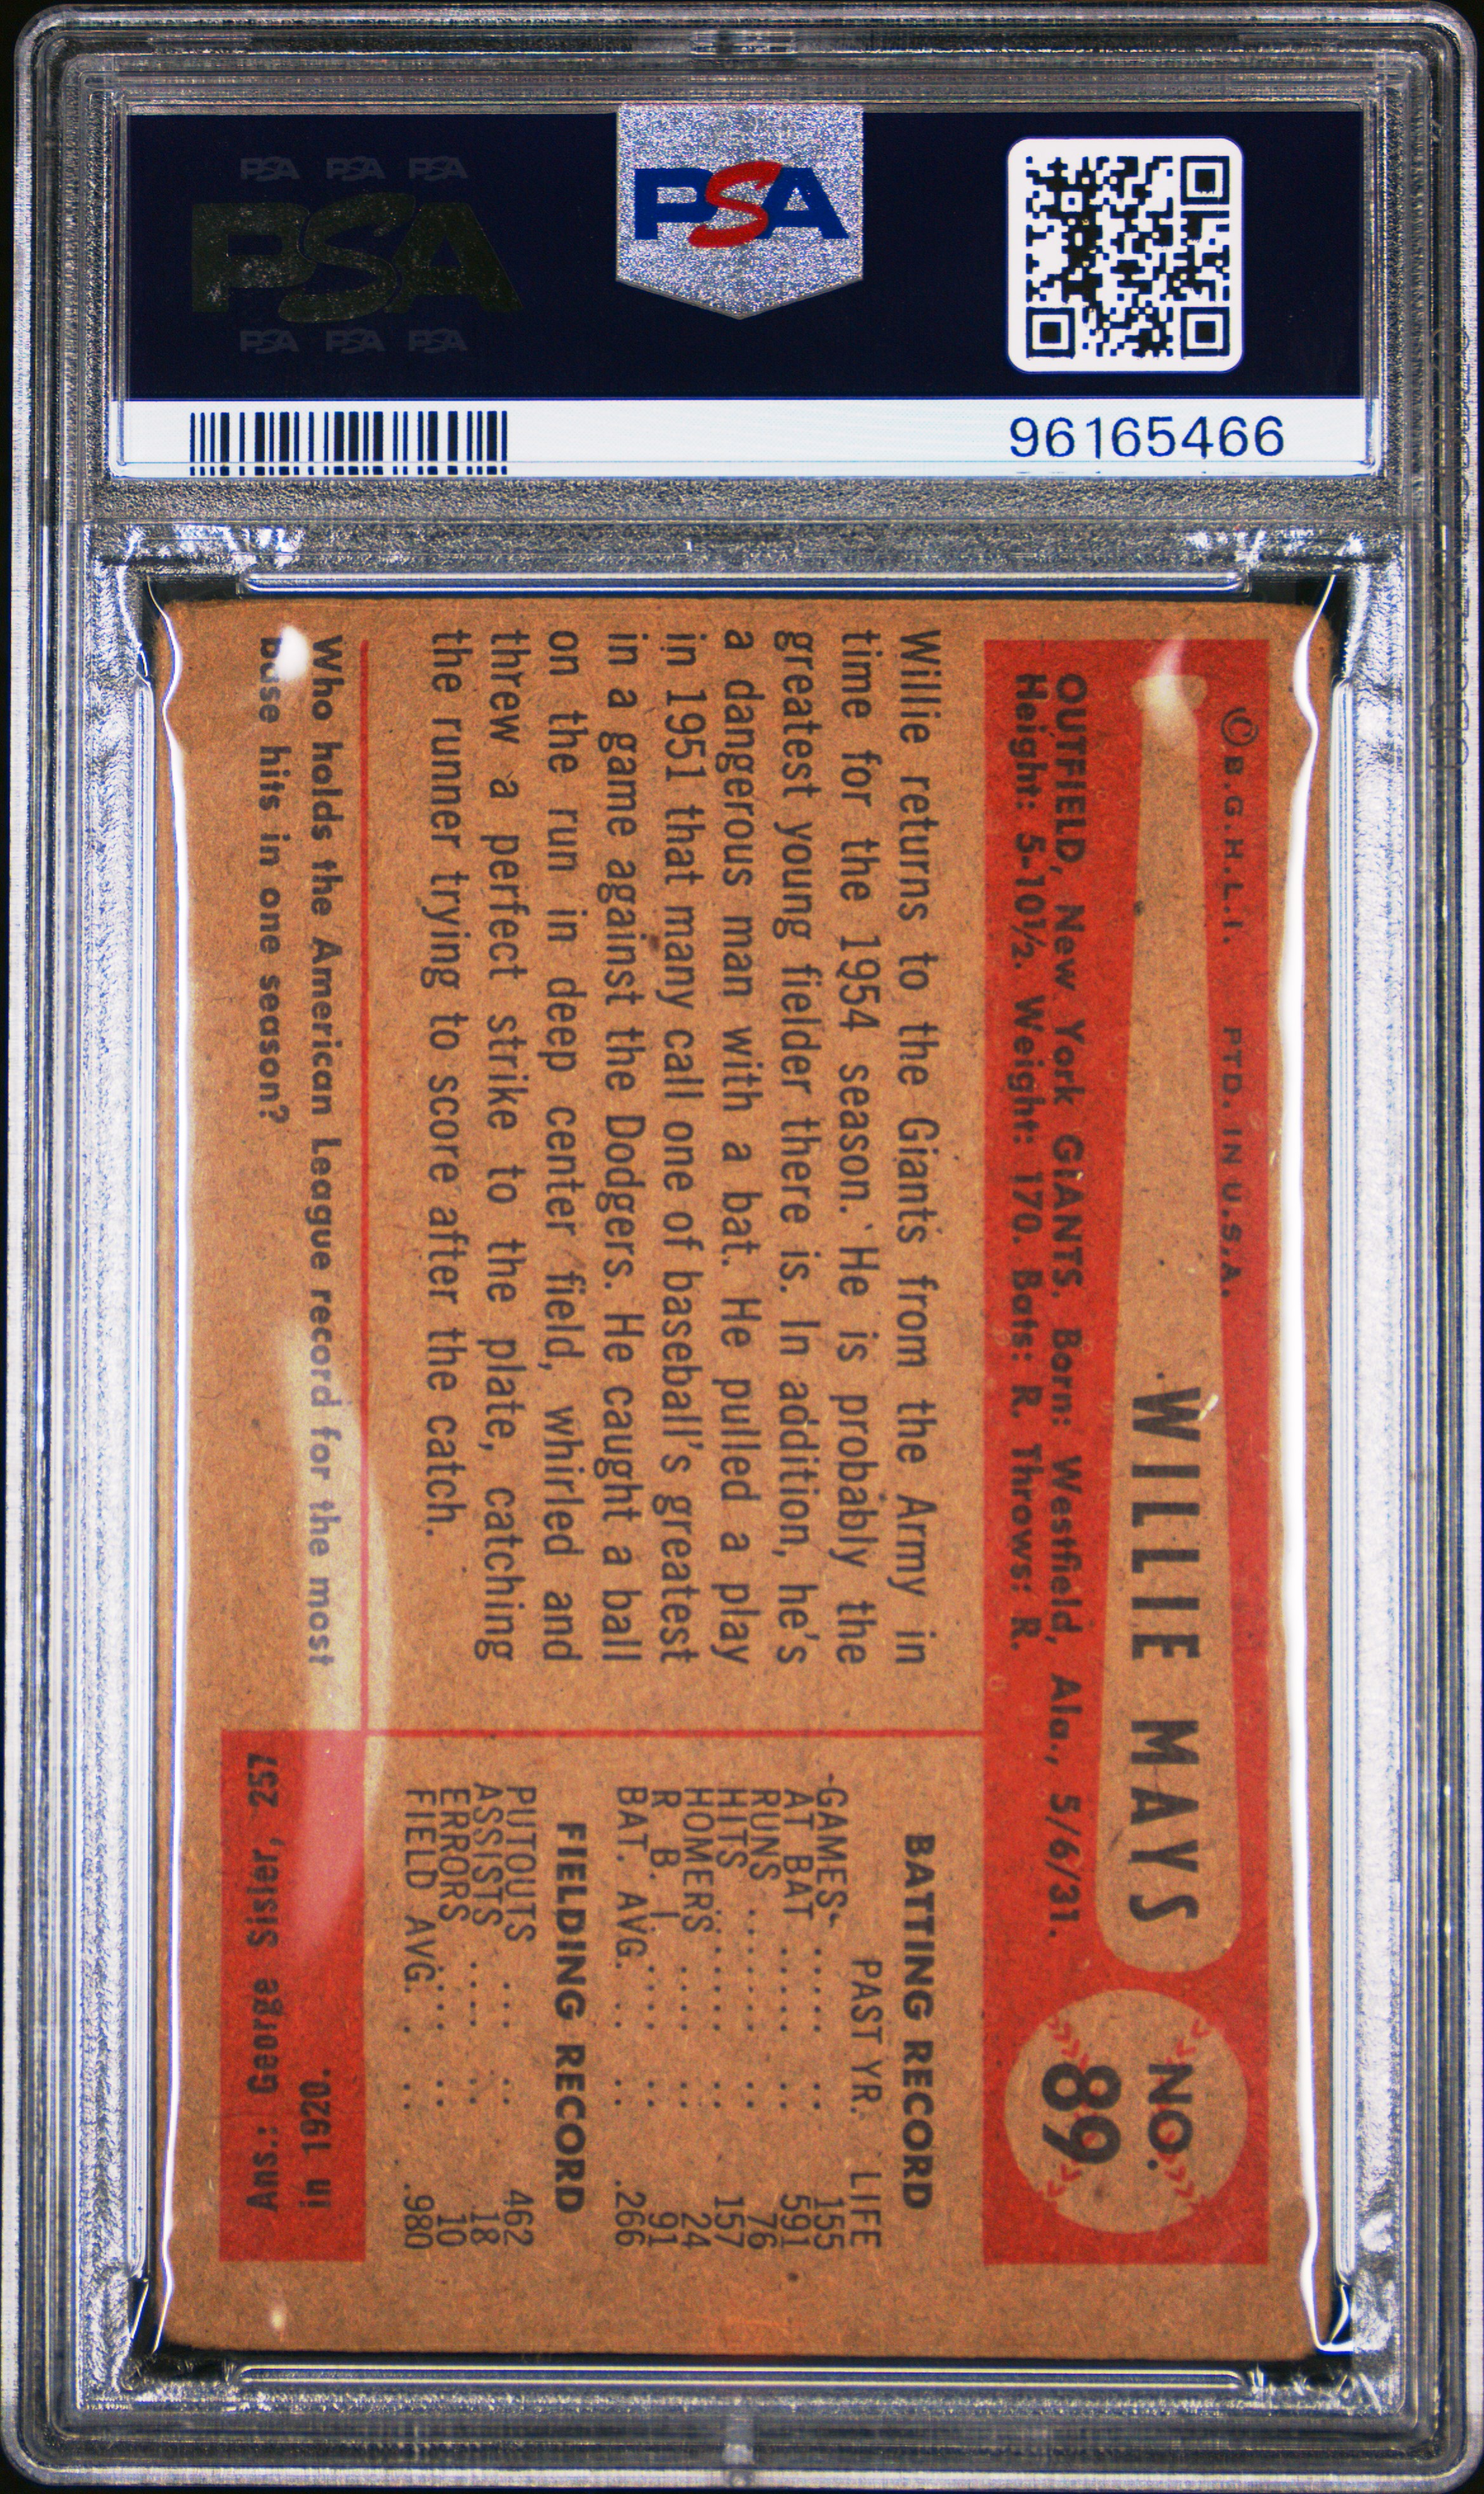 PSA PSA PSA
PSA
PSA PSA PSA
PSA
96165466
© B.G.H.L.I. PTD. IN U.S.A.
WILLIE MAYS
NO.
89
OUTFIELD, New York GIANTS. Born: Westfield, Ala., 5/6/31.
Height: 5-10½. Weight: 170. Bats: R. Throws: R.
Willie returns to the Giants from the Army in
time for the 1954 season. He is probably the
greatest young fielder there is. In addition, he's
a dangerous man with a bat. He pulled a play
in 1951 that many call one of baseball's greatest
in a game against the Dodgers. He caught a ball
on the run in deep center field, whirled and
threw a perfect strike to the plate, catching
the runner trying to score after the catch.
BATTING RECORD
PAST YR. LIFE
GAMES ..... .. 155
AT BAT ..... .. 591
RUNS ...... .. 76
HITS ...... .. 157
HOMERS .... .. 24
R. B. I. .... .. 91
BAT. AVG. .. .. .266
FIELDING RECORD
PUTOUTS ... .. 462
ASSISTS .... .. 18
ERRORS .... .. 10
FIELD AVG. . .. .980
Who holds the American League record for the most
base hits in one season?
Ans.: George Sisler, 257
in 1920.